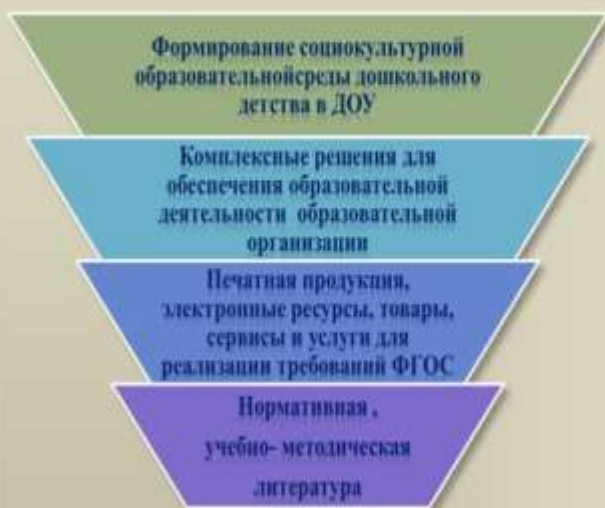 Формирование социокультурной
образовательнойсреды дошкольного
детства в ДОУ
Комплексные решения для
обеспечения образовательной
деятельности образовательной
организации
Печатная продукция,
электронные ресурсы, товары,
сервисы и услуги для
реализации требований ФГОС
Нормативная ,
учебно- методическая
литература